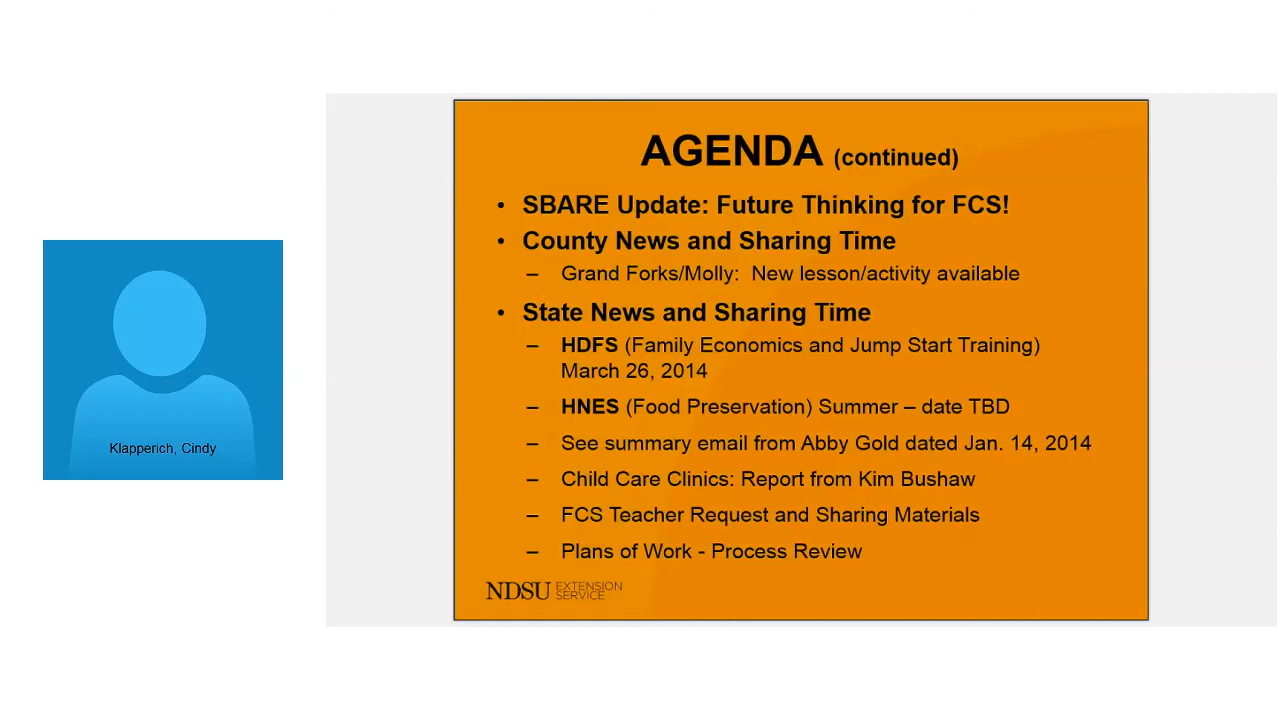 AGENDA (continued)
• SBARE Update: Future Thinking for FCS!
• County News and Sharing Time
– Grand Forks/Molly: New lesson/activity available
• State News and Sharing Time
– HDFS (Family Economics and Jump Start Training)
March 26, 2014
– HNES (Food Preservation) Summer – date TBD
– See summary email from Abby Gold dated Jan. 14, 2014
– Child Care Clinics: Report from Kim Bushaw
– FCS Teacher Request and Sharing Materials
– Plans of Work - Process Review
NDSU EXTENSION
SERVICE
Klapperich, Cindy